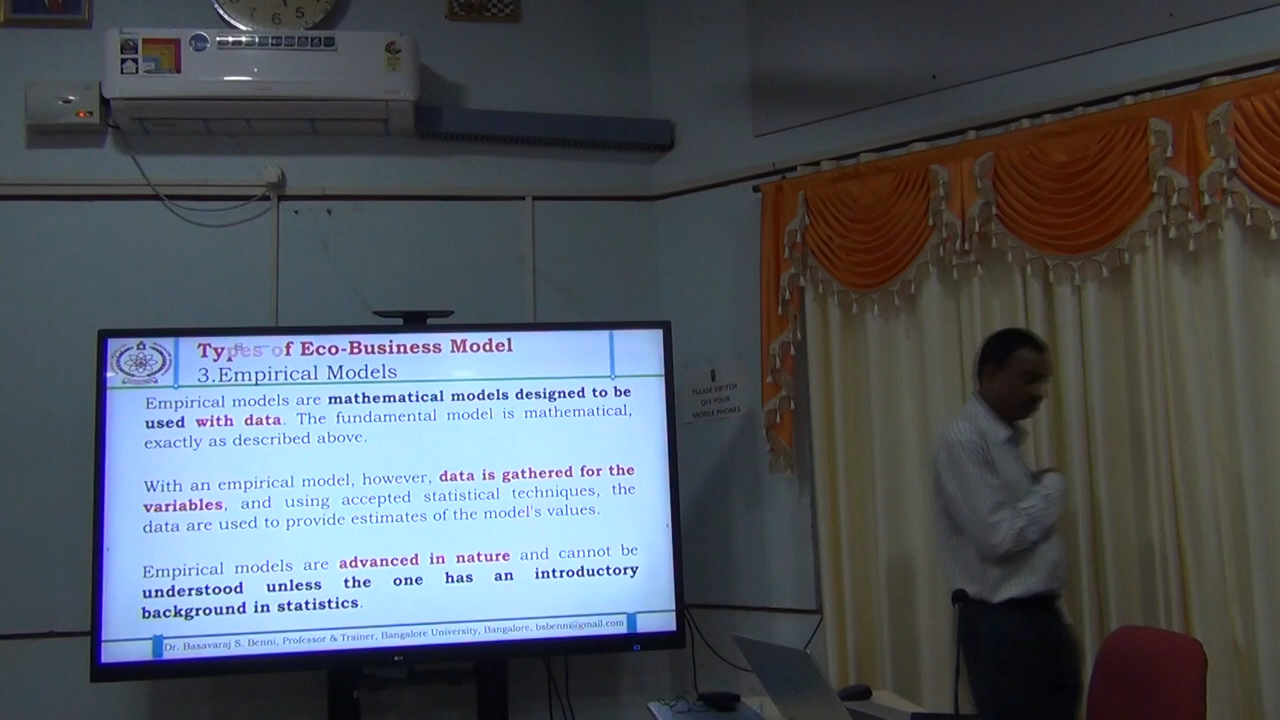 7 6 5
Types of Eco-Business Model
3.Empirical Models
Empirical models are mathematical models designed to be
used with data. The fundamental model is mathematical,
exactly as described above.
With an empirical model, however, data is gathered for the
variables, and using accepted statistical techniques, the
data are used to provide estimates of the model's values.
Empirical models are advanced in nature and cannot be
understood unless the one has an introductory
background in statistics.
Dr. Basavaraj S. Benni, Professor & Trainer, Bangalore University, Bangalore, bsbenni@gmail.com
PLEASE SWITCH
OFF YOUR
MOBILE PHONES